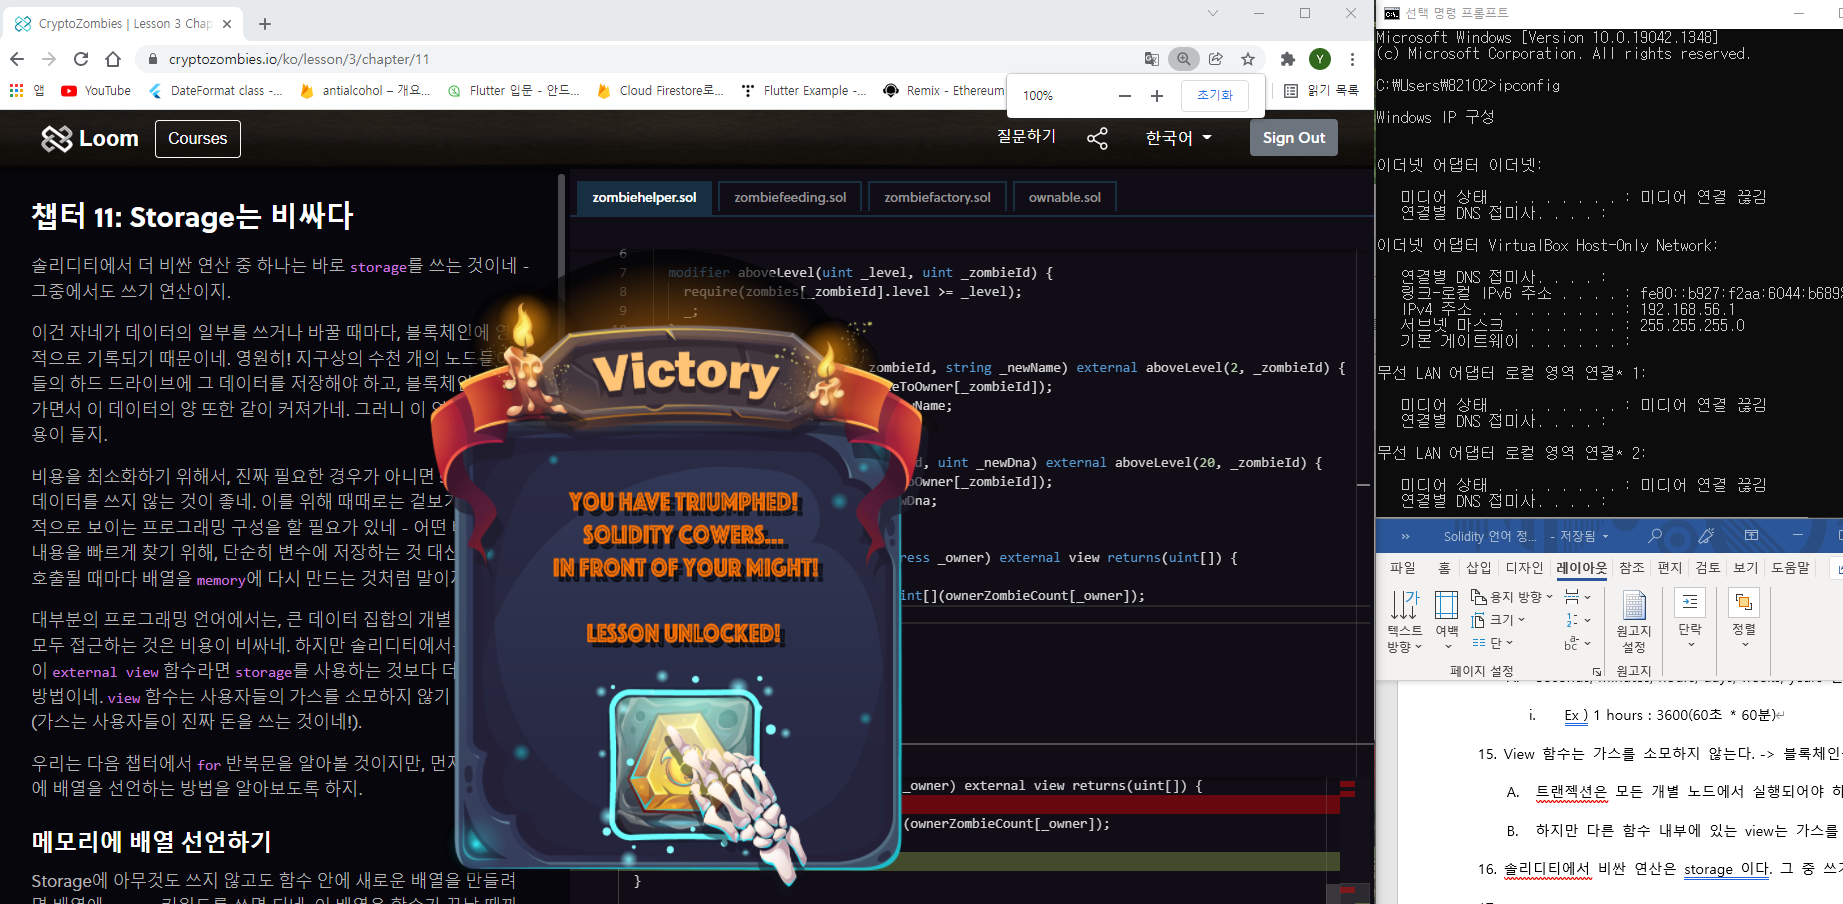 CryptoZombies | Lesson 3 Chap
cryptozombies.io/ko/lesson/3/chapter/11
앱
YouTube
DateFormat class -...
antialcohol – 개요...
Flutter 입문 - 안드...
Cloud Firestore로...
Flutter Example -...
Remix - Ethereum
읽기 목록
100%
초기화
Y
Loom
Courses
질문하기
한국어
Sign Out
챕터 11: Storage는 비싸다
솔리디티에서 더 비싼 연산 중 하나는 바로 storage를 쓰는 것이네 -
그중에서도 쓰기 연산이지.
이건 자네가 데이터의 일부를 쓰거나 바꿀 때마다, 블록체인에
적으로 기록되기 때문이네. 영원히! 지구상의 수천 개의
들의 하드 드라이브에 그 데이터를 저장해야 하고,
가면서 이 데이터의 양 또한 같이 커져가네. 그러니 이
용이 들지.
비용을 최소화하기 위해서, 진짜 필요한 경우가 아니면
데이터를 쓰지 않는 것이 좋네. 이를 위해 때때로는
적으로 보이는 프로그래밍 구성을 할 필요가 있네 - 어떤
내용을 빠르게 찾기 위해, 단순히 변수에 저장하는 것
호출될 때마다 배열을 memory에 다시 만드는 것처럼
대부분의 프로그래밍 언어에서는, 큰 데이터 집합의 개별
모두 접근하는 것은 비용이 비싸네. 하지만
이 external view 함수라면 storage를 사용하는 것보다 더
방법이네. view 함수는 사용자들의 가스를 소모하지 않기
(가스는 사용자들이 진짜 돈을 쓰는 것이네!).
우리는 다음 챕터에서 for 반복문을 알아볼 것이지만,
에 배열을 선언하는 방법을 알아보도록 하지.
메모리에 배열 선언하기
Storage에 아무것도 쓰지 않고도 함수 안에 새로운 배열을 만들려
zombiehelper.sol
zombiefeeding.sol
zombiefactory.sol
ownable.sol
6
7 modifier aboveLevel(uint _level, uint _zombieId) {
8 require(zombies[_zombieId].level >= _level);
9 _;
zombieId, string _newName) external aboveLevel(2, _zombieId) {
ToOwner[_zombieId]);
Name;
d, uint _newDna) external aboveLevel(20, _zombieId) {
ToOwner[_zombieId]);
Dna;
ress _owner) external view returns(uint[]) {
int[](ownerZombieCount[_owner]);
_owner) external view returns(uint[]) {
(ownerZombieCount[_owner]);
}
Victory
YOU HAVE TRIUMPHED!
SOLIDITY COWERS...
IN FRONT OF YOUR MIGHT!
LESSON UNLOCKED!
선택 명령 프롬프트
Microsoft Windows [Version 10.0.19042.1348]
(c) Microsoft Corporation. All rights reserved.
C:₩Users₩82102>ipconfig
Windows IP 구성
이더넷 어댑터 이더넷:
미디어 상태 . . . . . . . . : 미디어 연결 끊김
연결별 DNS 접미사. . . . :
이더넷 어댑터 VirtualBox Host-Only Network:
연결별 DNS 접미사. . . . :
링크-로컬 IPv6 주소 . . . . : fe80::b927:f2aa:6044:b689
IPv4 주소 . . . . . . . . . : 192.168.56.1
서브넷 마스크 . . . . . . . : 255.255.255.0
기본 게이트웨이 . . . . . . :
무선 LAN 어댑터 로컬 영역 연결* 1:
미디어 상태 . . . . . . . . : 미디어 연결 끊김
연결별 DNS 접미사. . . . :
무선 LAN 어댑터 로컬 영역 연결* 2:
미디어 상태 . . . . . . . . : 미디어 연결 끊김
연결별 DNS 접미사. . . . :
Solidity 언어 정... - 저장됨
파일 홈 삽입 디자인 레이아웃 참조 편지 검토 보기 도움말
텍스트 방향
여백
용지 방향
크기
단
페이지 설정
원고지 설정
원고지
단락
정렬
i. Ex ) 1 hours : 3600(60초 * 60분)
15. View 함수는 가스를 소모하지 않는다. -> 블록체인
A. 트랜젝션은 모든 개별 노드에서 실행되어야 하
B. 하지만 다른 함수 내부에 있는 view는 가스를
16. 솔리디티에서 비싼 연산은 storage 이다. 그 중 쓰